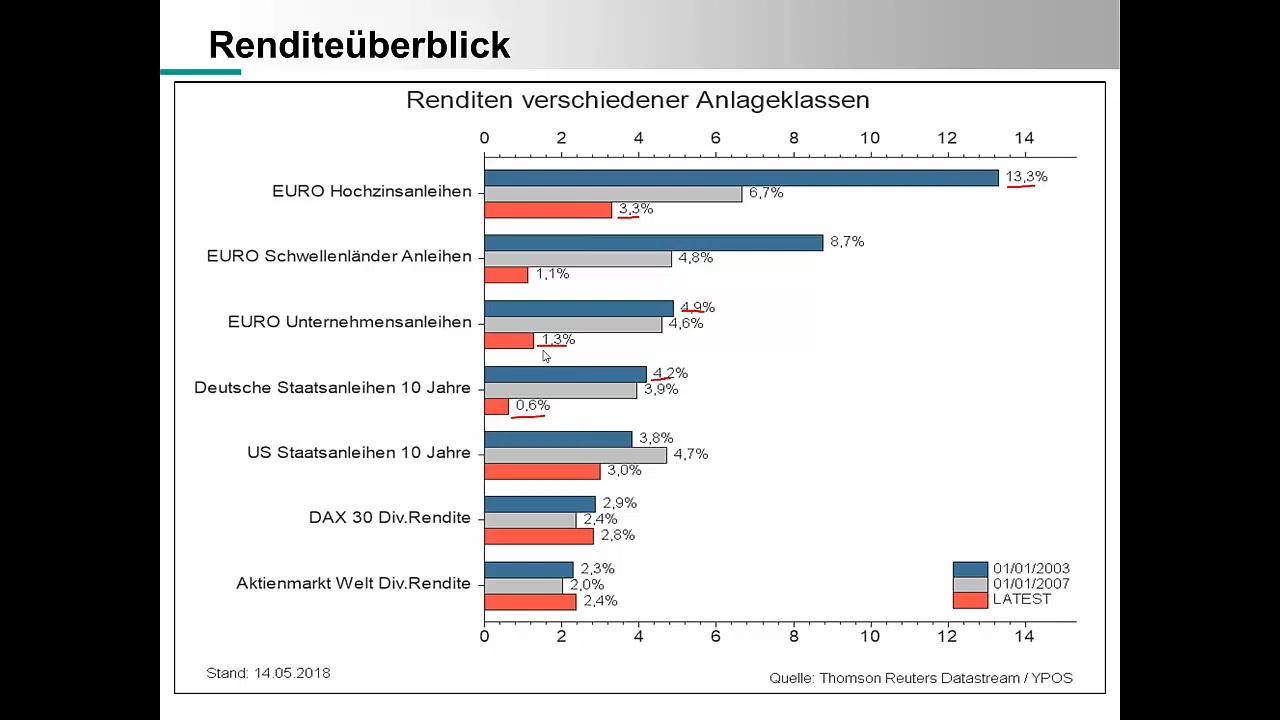 Renditeüberblick
Renditen verschiedener Anlageklassen
0 2 4 6 8 10 12 14
EURO Hochzinsanleihen
13,3%
6,7%
3,3%
EURO Schwellenländer Anleihen
8,7%
4,8%
1,1%
EURO Unternehmensanleihen
4,9%
4,6%
1,3%
Deutsche Staatsanleihen 10 Jahre
4,2%
3,9%
0,6%
US Staatsanleihen 10 Jahre
3,8%
4,7%
3,0%
DAX 30 Div.Rendite
2,9%
2,4%
2,8%
Aktienmarkt Welt Div.Rendite
2,3%
2,0%
2,4%
01/01/2003
01/01/2007
LATEST
0 2 4 6 8 10 12 14
Stand: 14.05.2018
Quelle: Thomson Reuters Datastream / YPOS